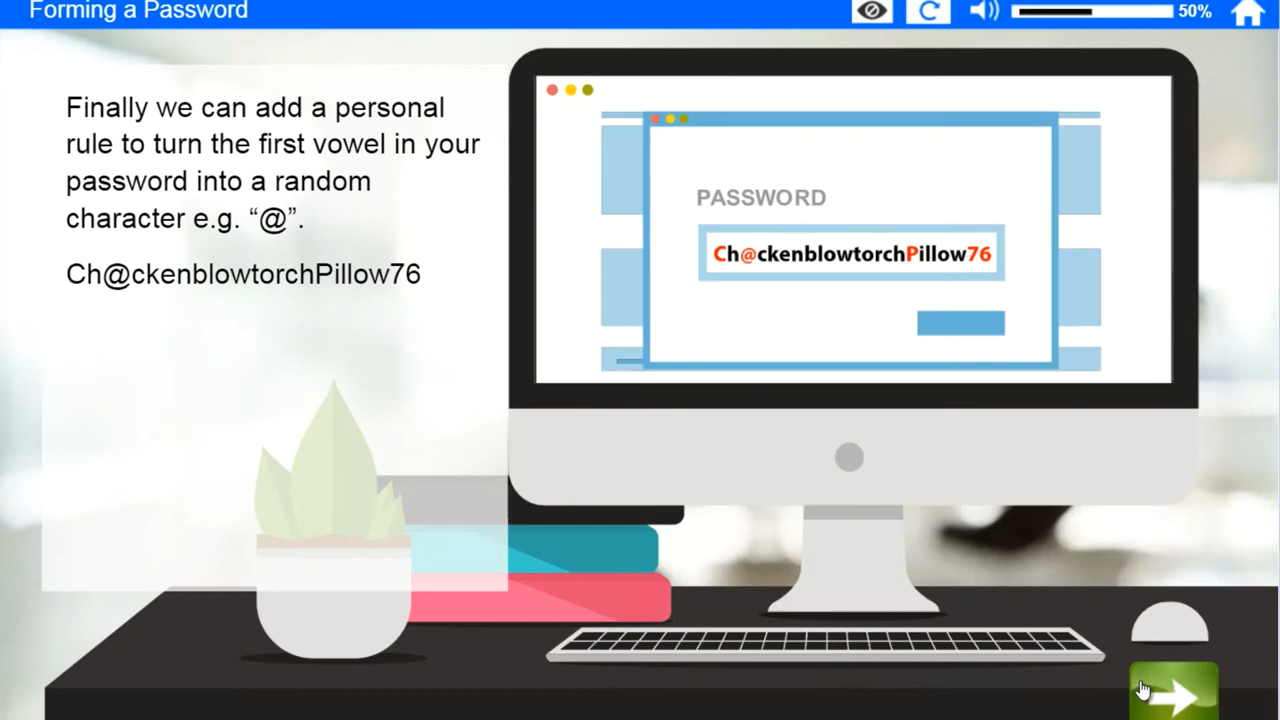 Forming a Password
50%
Finally we can add a personal
rule to turn the first vowel in your
password into a random
character e.g. “@”.
Ch@ckenblowtorchPillow76
PASSWORD
Ch@ckenblowtorchPillow76